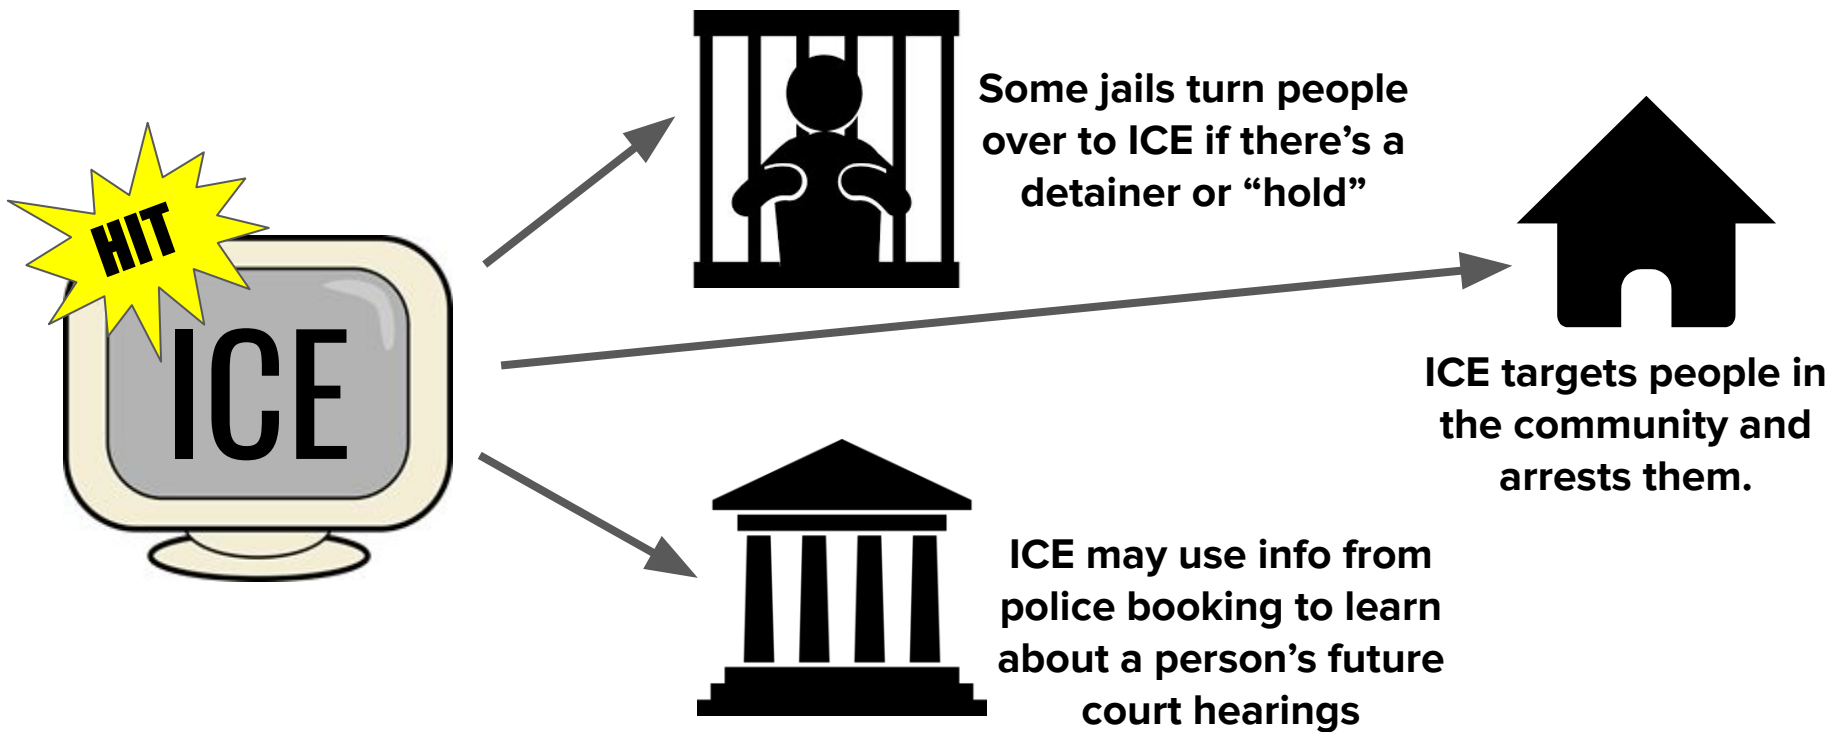 HIT
ICE
Some jails turn people
over to ICE if there’s a
detainer or “hold”
ICE targets people in
the community and
arrests them.
ICE may use info from
police booking to learn
about a person’s future
court hearings